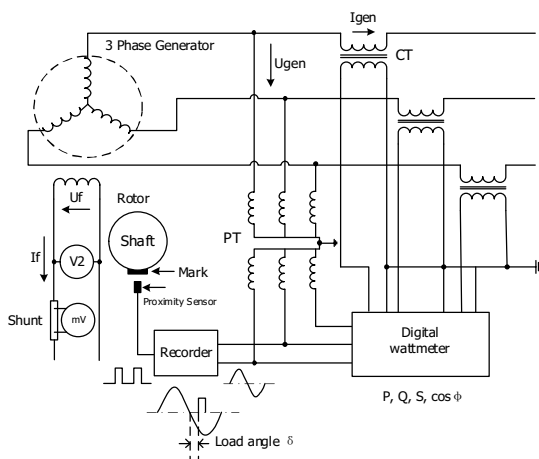 Igen
3 Phase Generator
CT
Ugen
Uf
Rotor
Shaft
PT
If
V2
Mark
Proximity Sensor
Shunt
mV
Recorder
Digital
wattmeter
P, Q, S, cos ϕ
Load angle δ